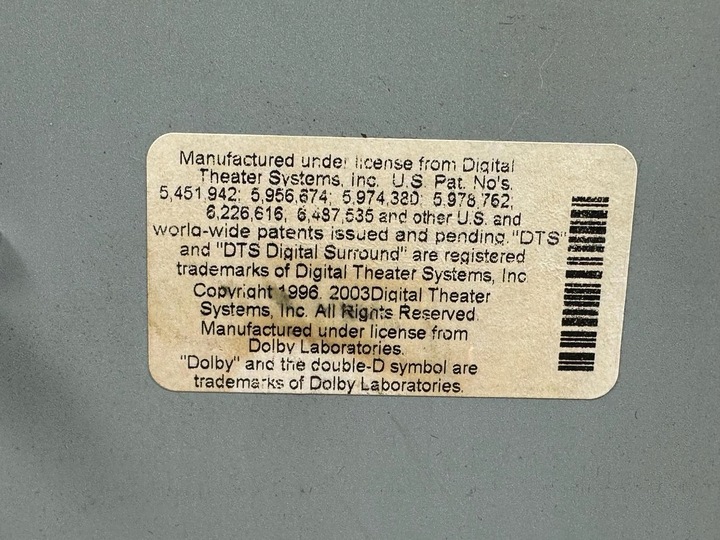 Manufactured under license from Digital
Theater Systems, Inc. U.S. Pat. No's.
5,451,942; 5,956,674; 5,974,380; 5,978,762;
6,226,616; 6,487,535 and other U.S. and
world-wide patents issued and pending. "DTS"
and "DTS Digital Surround" are registered
trademarks of Digital Theater Systems, Inc
Copyright 1996, 2003Digital Theater
Systems, Inc. All Rights Reserved.
Manufactured under license from
Dolby Laboratories.
"Dolby" and the double-D symbol are
trademarks of Dolby Laboratories.